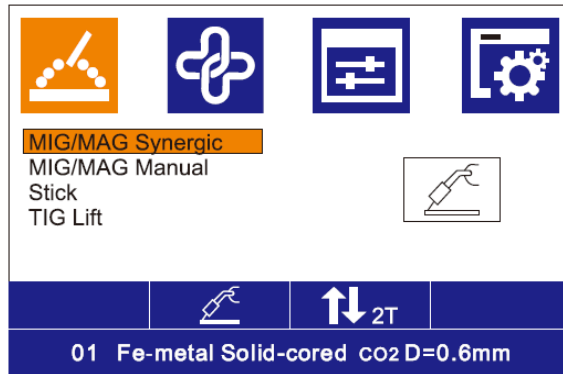 MIG/MAG Synergic
MIG/MAG Manual
Stick
TIG Lift
2T
01 Fe-metal Solid-cored CO2 D=0.6mm